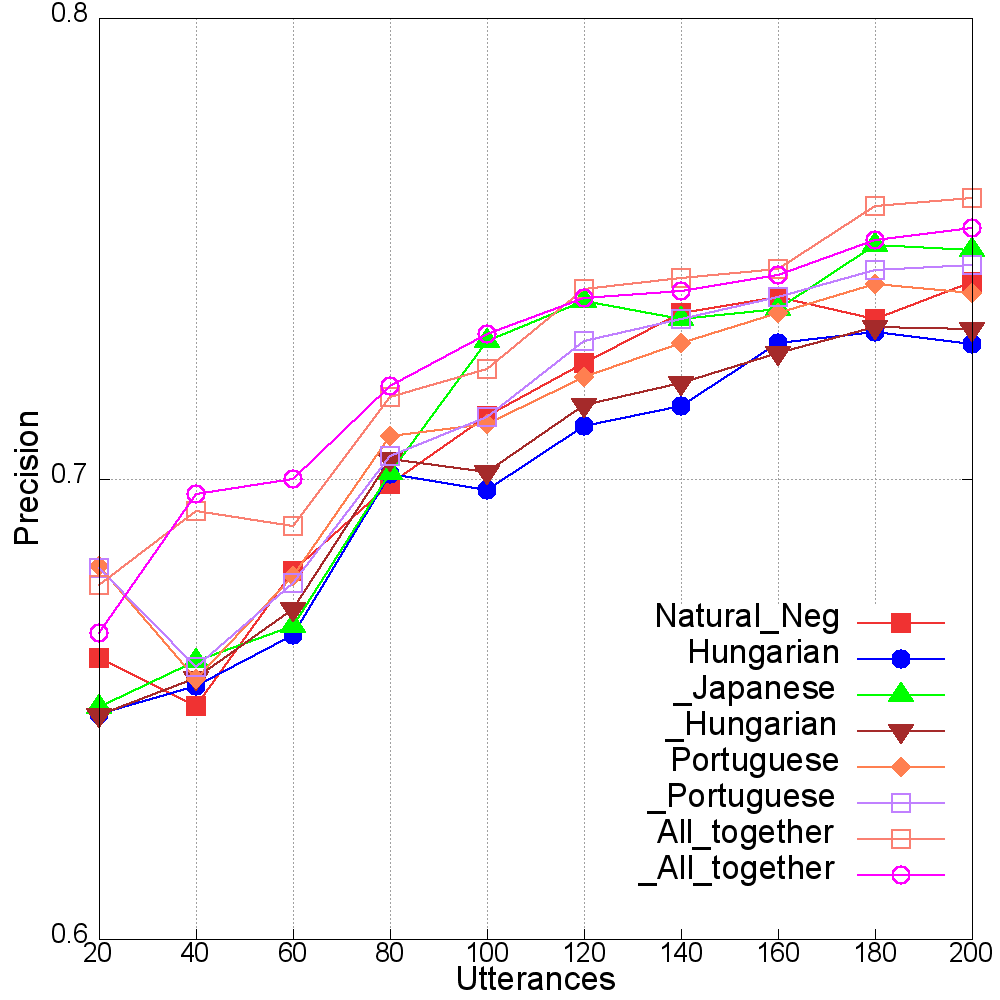 0.8
0.7
0.6
Precision
20 40 60 80 100 120 140 160 180 200
Utterances
Natural_Neg
Hungarian
_Japanese
_Hungarian
Portuguese
_Portuguese
All_together
_All_together